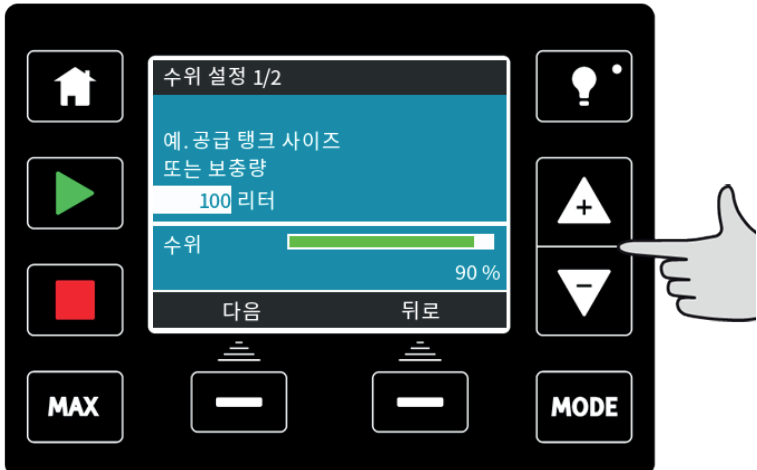 수위 설정 1/2
예. 공급 탱크 사이즈
또는 보충량
100 리터
수위
90 %
다음 뒤로
+
−
MAX
MODE